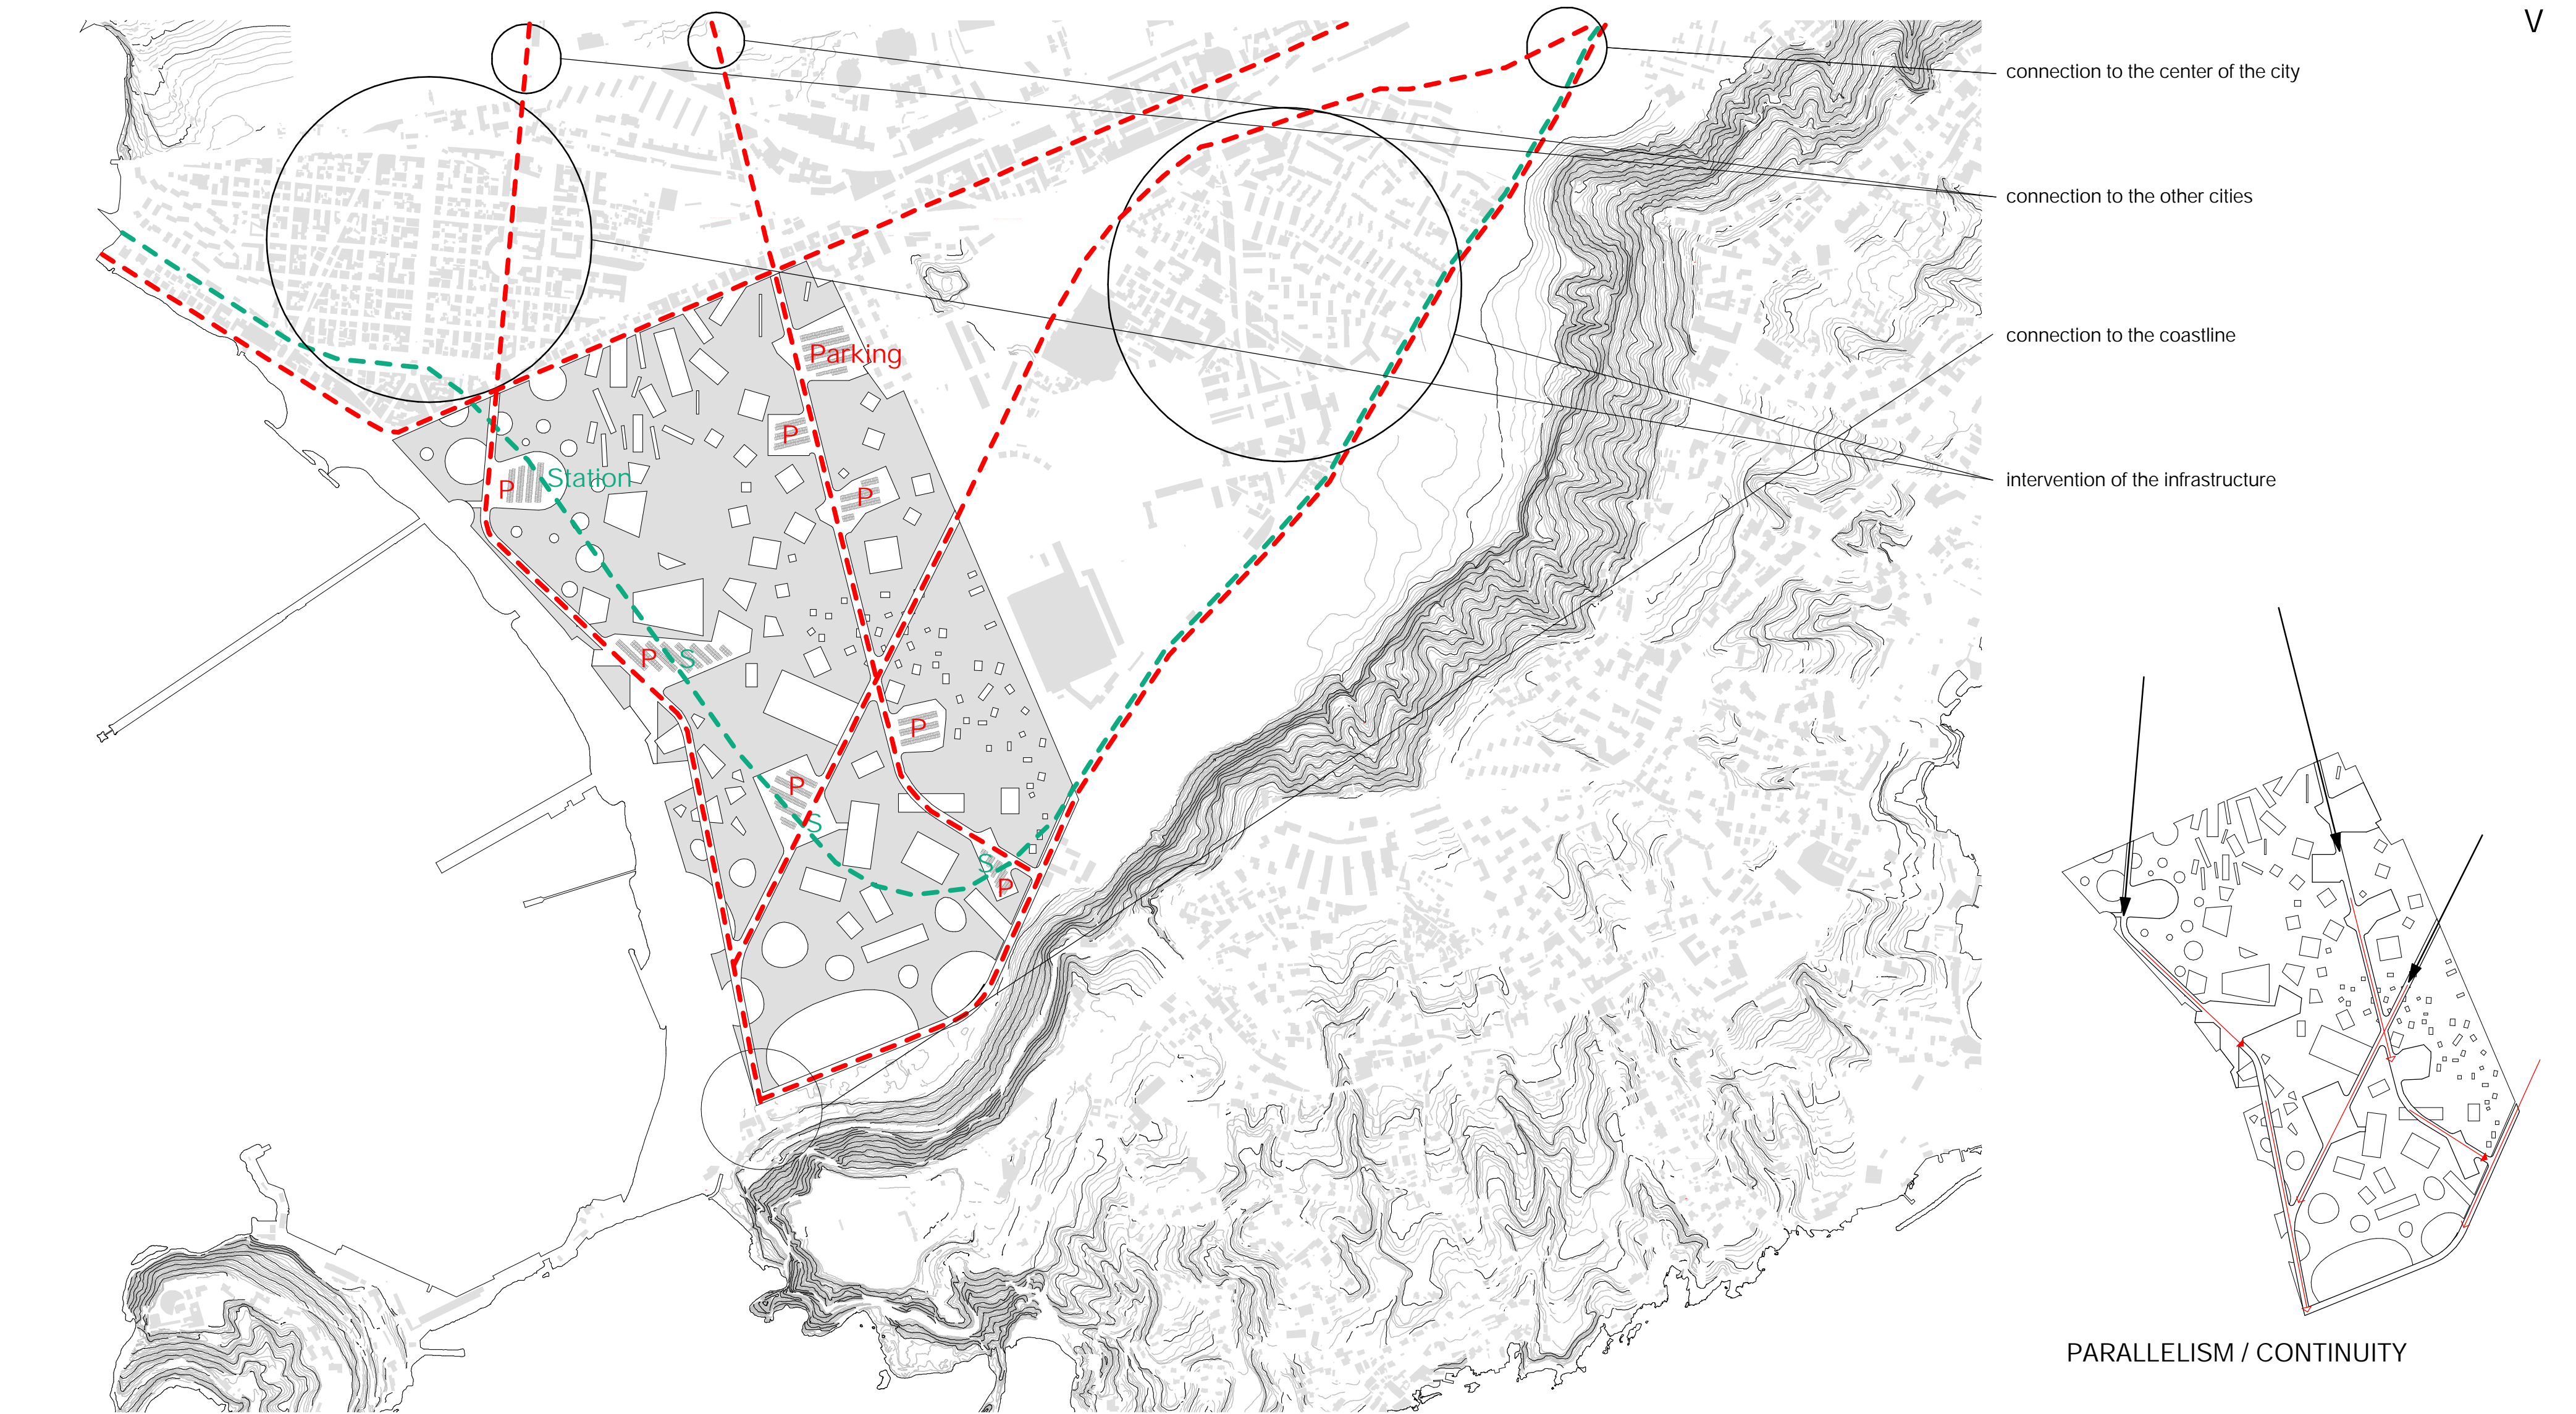 V
connection to the center of the city
connection to the other cities
connection to the coastline
intervention of the infrastructure
Parking
P
Station
P
P
P
S
P
P
S
S
P
PARALLELISM / CONTINUITY